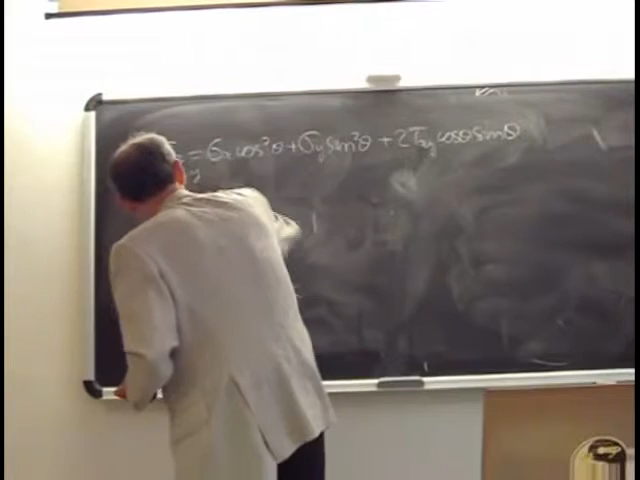 = σx cos²θ + σy sin²θ + 2τxy cosθ sinθ